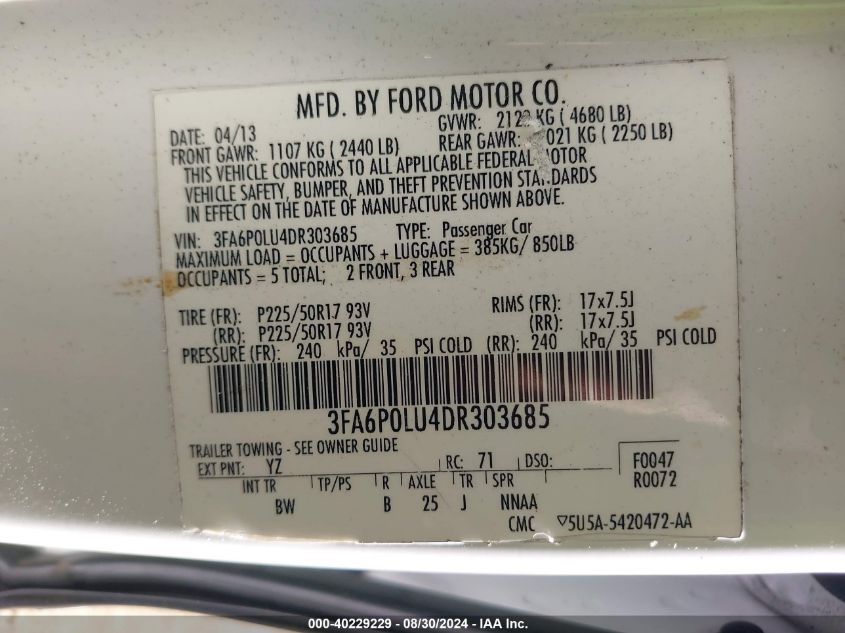 MFD. BY FORD MOTOR CO.
DATE: 04/13 GVWR: KG ( 4680 LB)
FRONT GAWR: 1107 KG ( 2440 LB) REAR GAWR: KG ( 2250 LB)
THIS VEHICLE CONFORMS TO ALL APPLICABLE FEDERAL MOTOR
VEHICLE SAFETY, BUMPER, AND THEFT PREVENTION STANDARDS
IN EFFECT ON THE DATE OF MANUFACTURE SHOWN ABOVE.
VIN: 3FA6P0LU4DR303685 TYPE: Passenger Car
MAXIMUM LOAD = OCCUPANTS + LUGGAGE = 385KG/ 850LB
OCCUPANTS = 5 TOTAL; 2 FRONT, 3 REAR
TIRE (FR): P225/50R17 93V RIMS (FR): 17x7.5J
(RR): P225/50R17 93V (RR): 17x7.5J
PRESSURE (FR): 240 kPa/ 35 PSI COLD (RR): 240 kPa/ 35 PSI COLD
3FA6P0LU4DR303685
TRAILER TOWING - SEE OWNER GUIDE
EXT PNT: YZ RC: 71 DSO: F0047
R0072
INT TR TP/PS R AXLE TR SPR
BW B 25 J NNAA
CMC ▽5U5A-5420472-AA
000-40229229 - 08/30/2024 - IAA Inc.